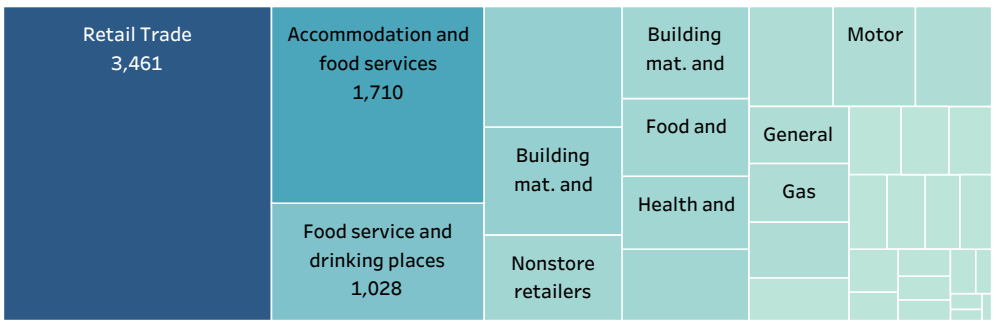 Retail Trade
3,461
Accommodation and
food services
1,710
Food service and
drinking places
1,028
Building
mat. and
Nonstore
retailers
Building
mat. and
Food and
Health and
General
Gas
Motor